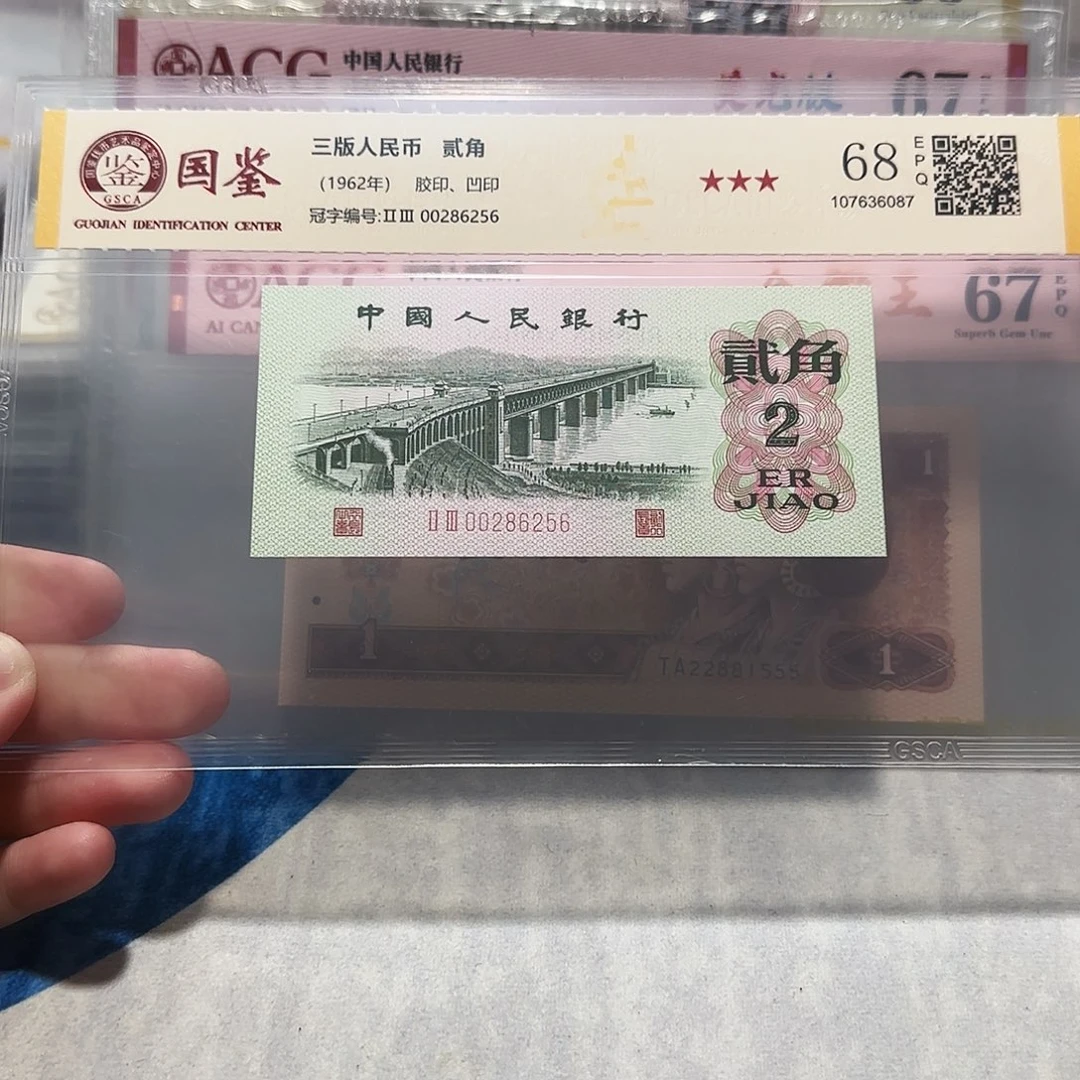 ACG 中国人民银行
67
国鉴
GSCA
GUOJIAN IDENTIFICATION CENTER
三版人民币 贰角
（1962年） 胶印、凹印
冠字编号:ⅡⅢ 00286256
★★★
68
EPQ
107636087
67
EPQ
Superb Gem Unc
中國人民銀行
貳角
2
ER
JIAO
ⅡⅢ 00286256
1
1
TA22881555
1
GSCA